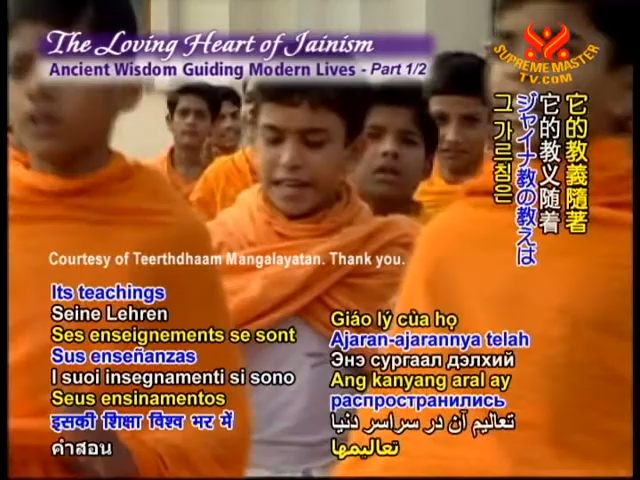 The Loving Heart of Jainism
Ancient Wisdom Guiding Modern Lives - Part 1/2
SUPREME MASTER
TV.COM
它的教義隨著
它的教义随着
ジャイナ教の教えは
그 가르침은
Courtesy of Teerthdhaam Mangalayatan. Thank you.
Its teachings
Seine Lehren
Ses enseignements se sont
Sus enseñanzas
I suoi insegnamenti si sono
Seus ensinamentos
इसकी शिक्षा विश्व भर में
คำสอน
Giáo lý của họ
Ajaran-ajarannya telah
Энэ сургаал дэлхий
Ang kanyang aral ay
распространились
تعالیم آن در سراسر دنیا
تعاليمها